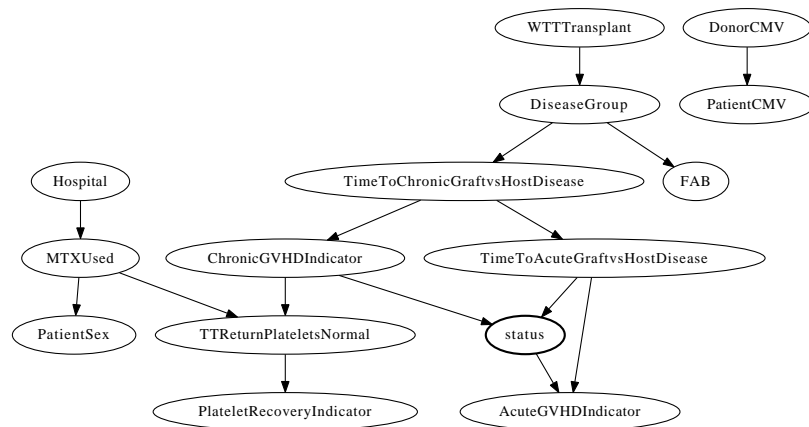 WTTTransplant
DonorCMV
DiseaseGroup
PatientCMV
Hospital
TimeToChronicGraftvsHostDisease
FAB
MTXUsed
ChronicGVHDIndicator
TimeToAcuteGraftvsHostDisease
PatientSex
TTReturnPlateletsNormal
status
PlateletRecoveryIndicator
AcuteGVHDIndicator